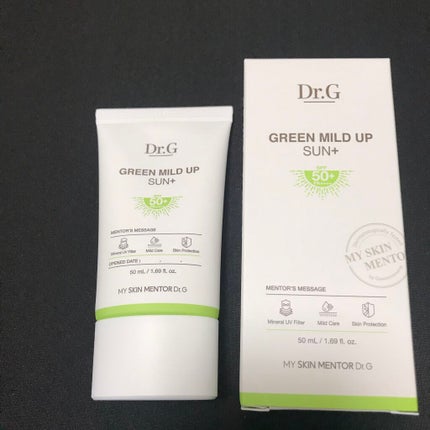 Dr.G
GREEN MILD UP
SUN+
SPF
50+
MENTOR'S MESSAGE
Mineral UV Filter
Mild Care
Skin Protection
OPENED DATE :
50 mL / 1.69 fl. oz.
MY SKIN MENTOR Dr.G
Dr.G
GREEN MILD UP
SUN+
SPF
50+
MY SKIN
MENTO
MENTOR'S MESSAGE
Mineral UV Filter
Mild Care
Skin Protection
50 mL / 1.69 fl. oz.
MY SKIN MENTOR Dr.G